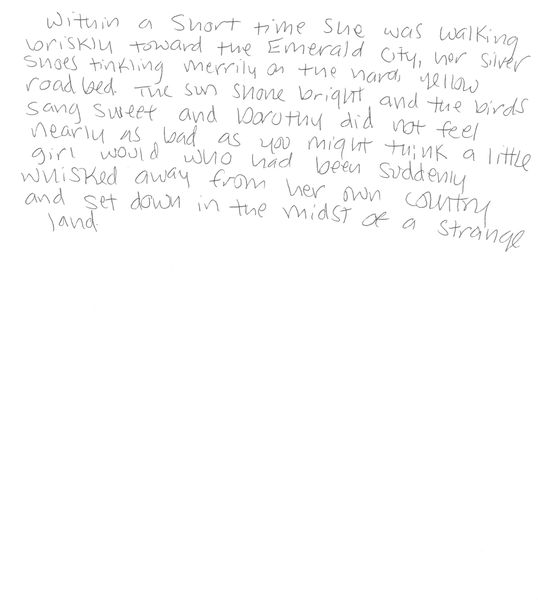 Within a short time she was walking
briskly toward the Emerald City, her silver
shoes tinkling merrily on the hard, yellow
roadbed. The sun shone bright and the birds
sang sweet and Dorothy did not feel
nearly as bad as you might think a little
girl would who had been suddenly
whisked away from her own country
and set down in the midst of a strange
land.